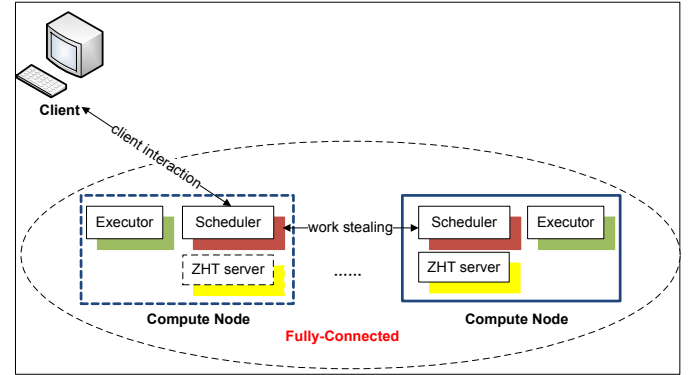 Client
client interaction
Executor
Scheduler
work stealing
Scheduler
Executor
ZHT server
......
ZHT server
Compute Node
Compute Node
Fully-Connected